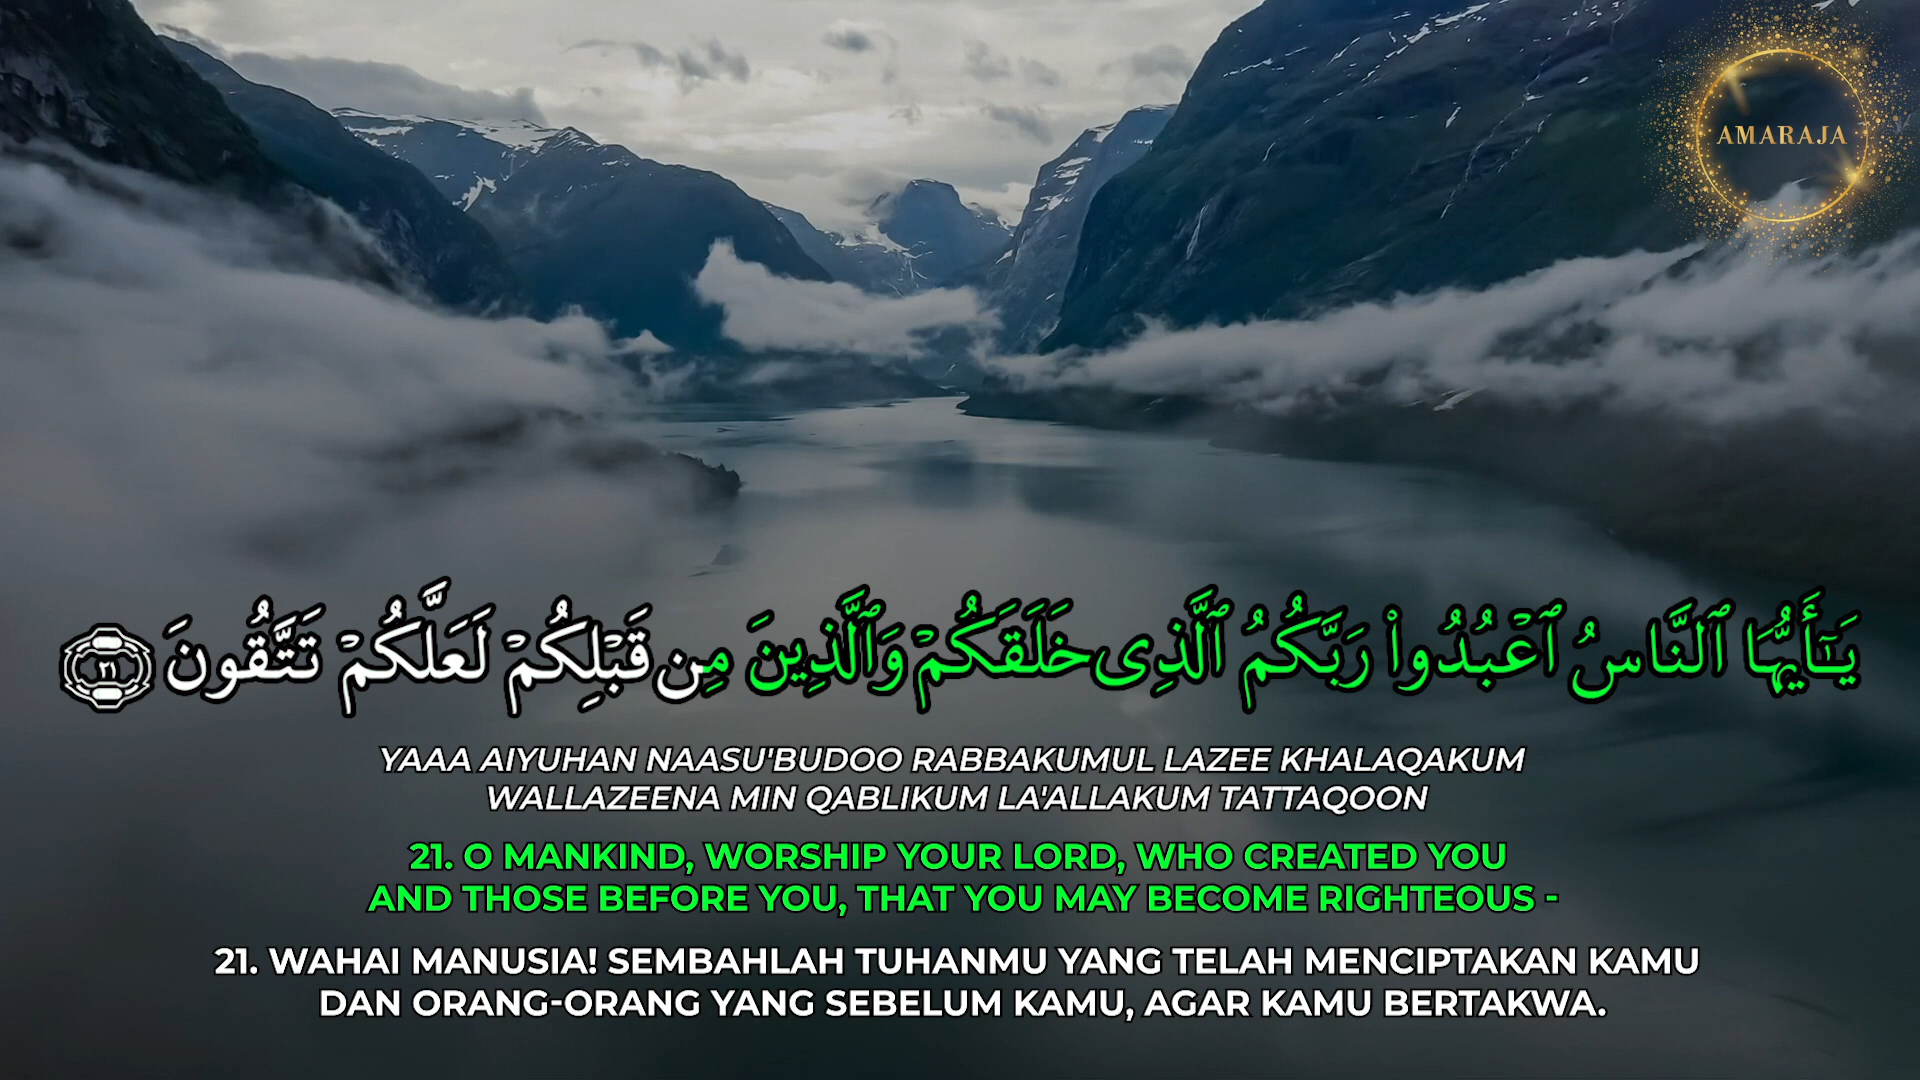 AMARAJA
يَـٰٓأَيُّهَا ٱلنَّاسُ ٱعْبُدُوا۟ رَبَّكُمُ ٱلَّذِى خَلَقَكُمْ وَٱلَّذِينَ مِن قَبْلِكُمْ لَعَلَّكُمْ تَتَّقُونَ ٢١
YAAA AIYUHAN NAASU'BUDOO RABBAKUMUL LAZEE KHALAQAKUM
WALLAZEENA MIN QABLIKUM LA'ALLAKUM TATTAQOON
21. O MANKIND, WORSHIP YOUR LORD, WHO CREATED YOU
AND THOSE BEFORE YOU, THAT YOU MAY BECOME RIGHTEOUS -
21. WAHAI MANUSIA! SEMBAHLAH TUHANMU YANG TELAH MENCIPTAKAN KAMU
DAN ORANG-ORANG YANG SEBELUM KAMU, AGAR KAMU BERTAKWA.